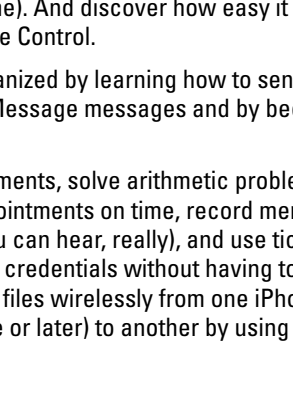 ne). And discover how easy it
e Control.
anized by learning how to sen
Message messages and by be
ments, solve arithmetic proble
ointments on time, record me
u can hear, really), and use tic
credentials without having to
files wirelessly from one iPho
e or later) to another by using